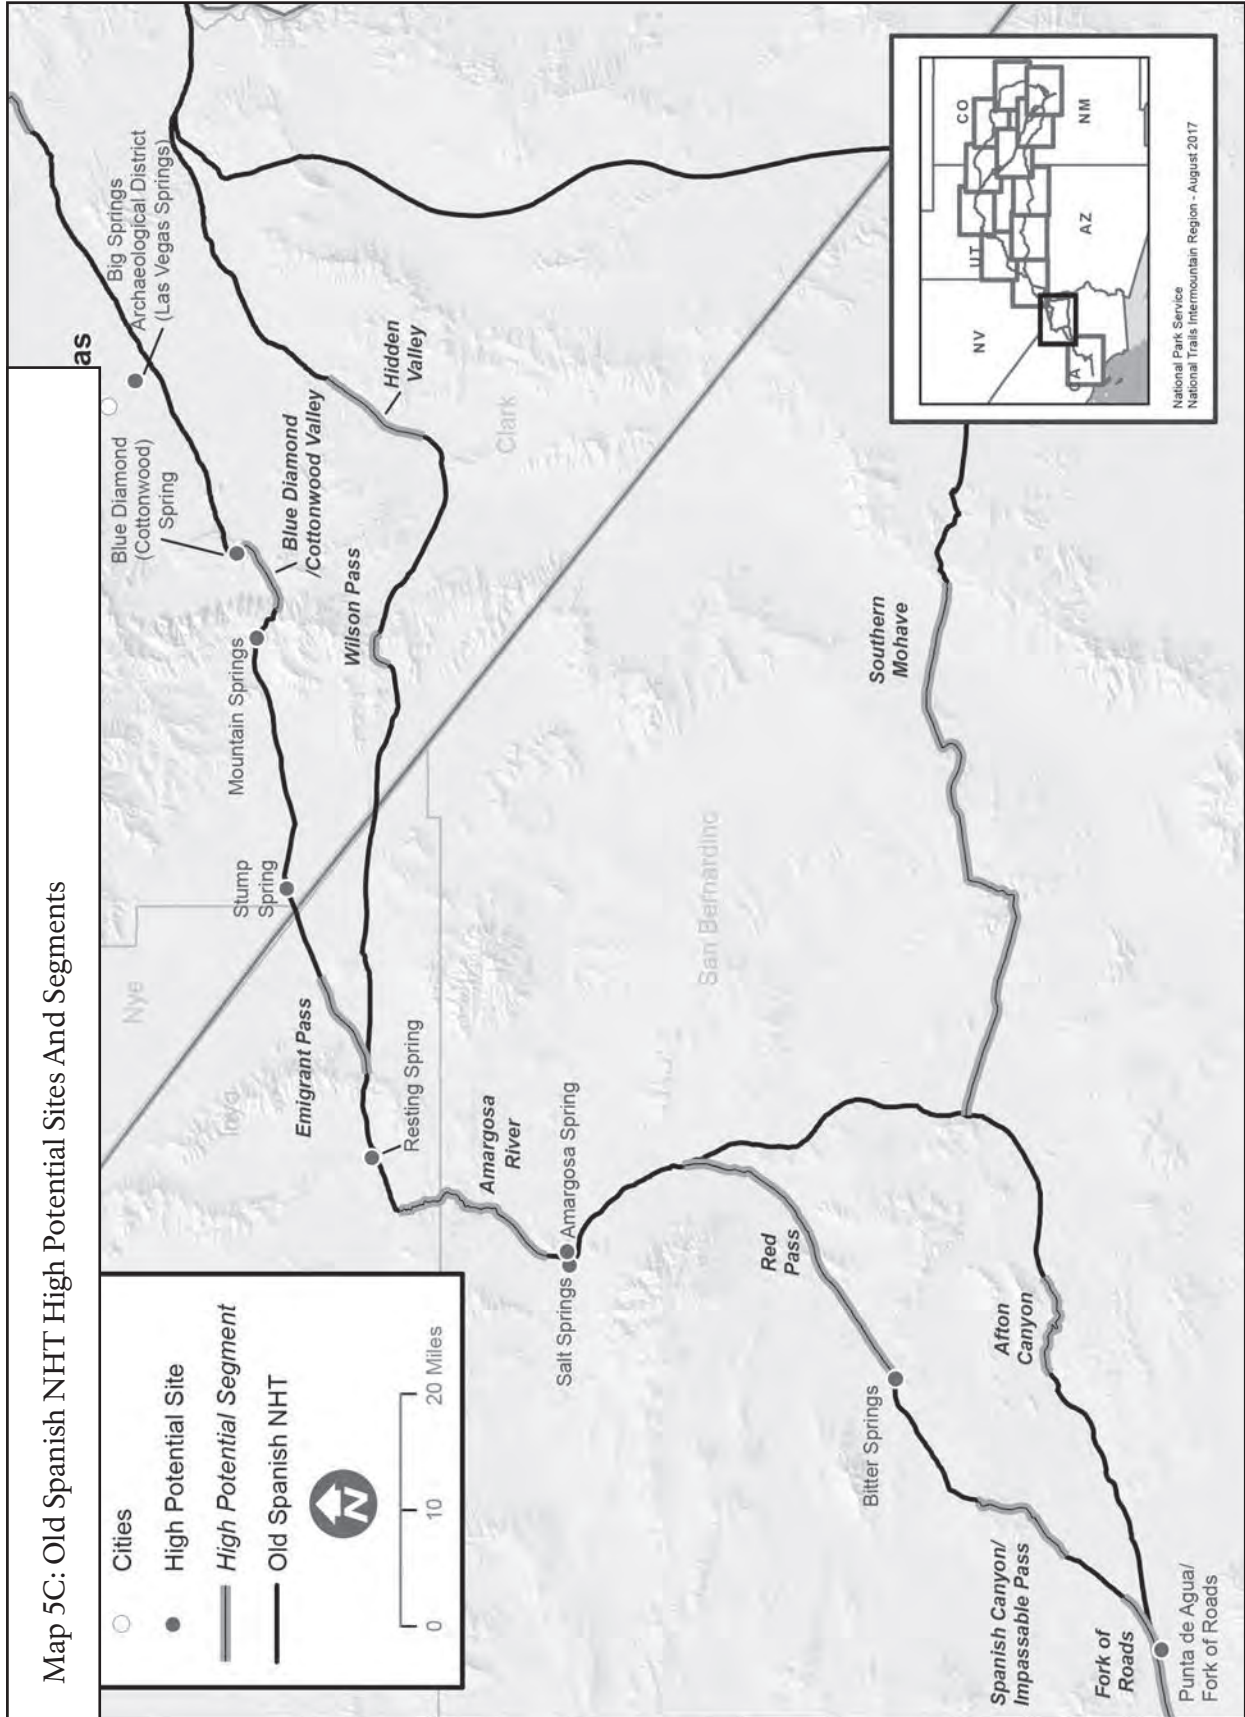 Map 5C: Old Spanish NHT High Potential Sites And Segments
Cities
High Potential Site
High Potential Segment
Old Spanish NHT
N
0 10 20 Miles
Nye
Inyo
Clark
San Bernardino
as
Big Springs
Archaeological District
(Las Vegas Springs)
Blue Diamond
(Cottonwood)
Spring
Blue Diamond
/Cottonwood Valley
Hidden
Valley
Mountain Springs
Wilson Pass
Stump
Spring
Emigrant Pass
Resting Spring
Amargosa
River
Salt Springs
Amargosa Spring
Red
Pass
Bitter Springs
Southern
Mohave
Afton
Canyon
Spanish Canyon/
Impassable Pass
Fork of
Roads
Punta de Agua/
Fork of Roads
NV
UT
CO
CA
AZ
NM
National Park Service
National Trails Intermountain Region - August 2017